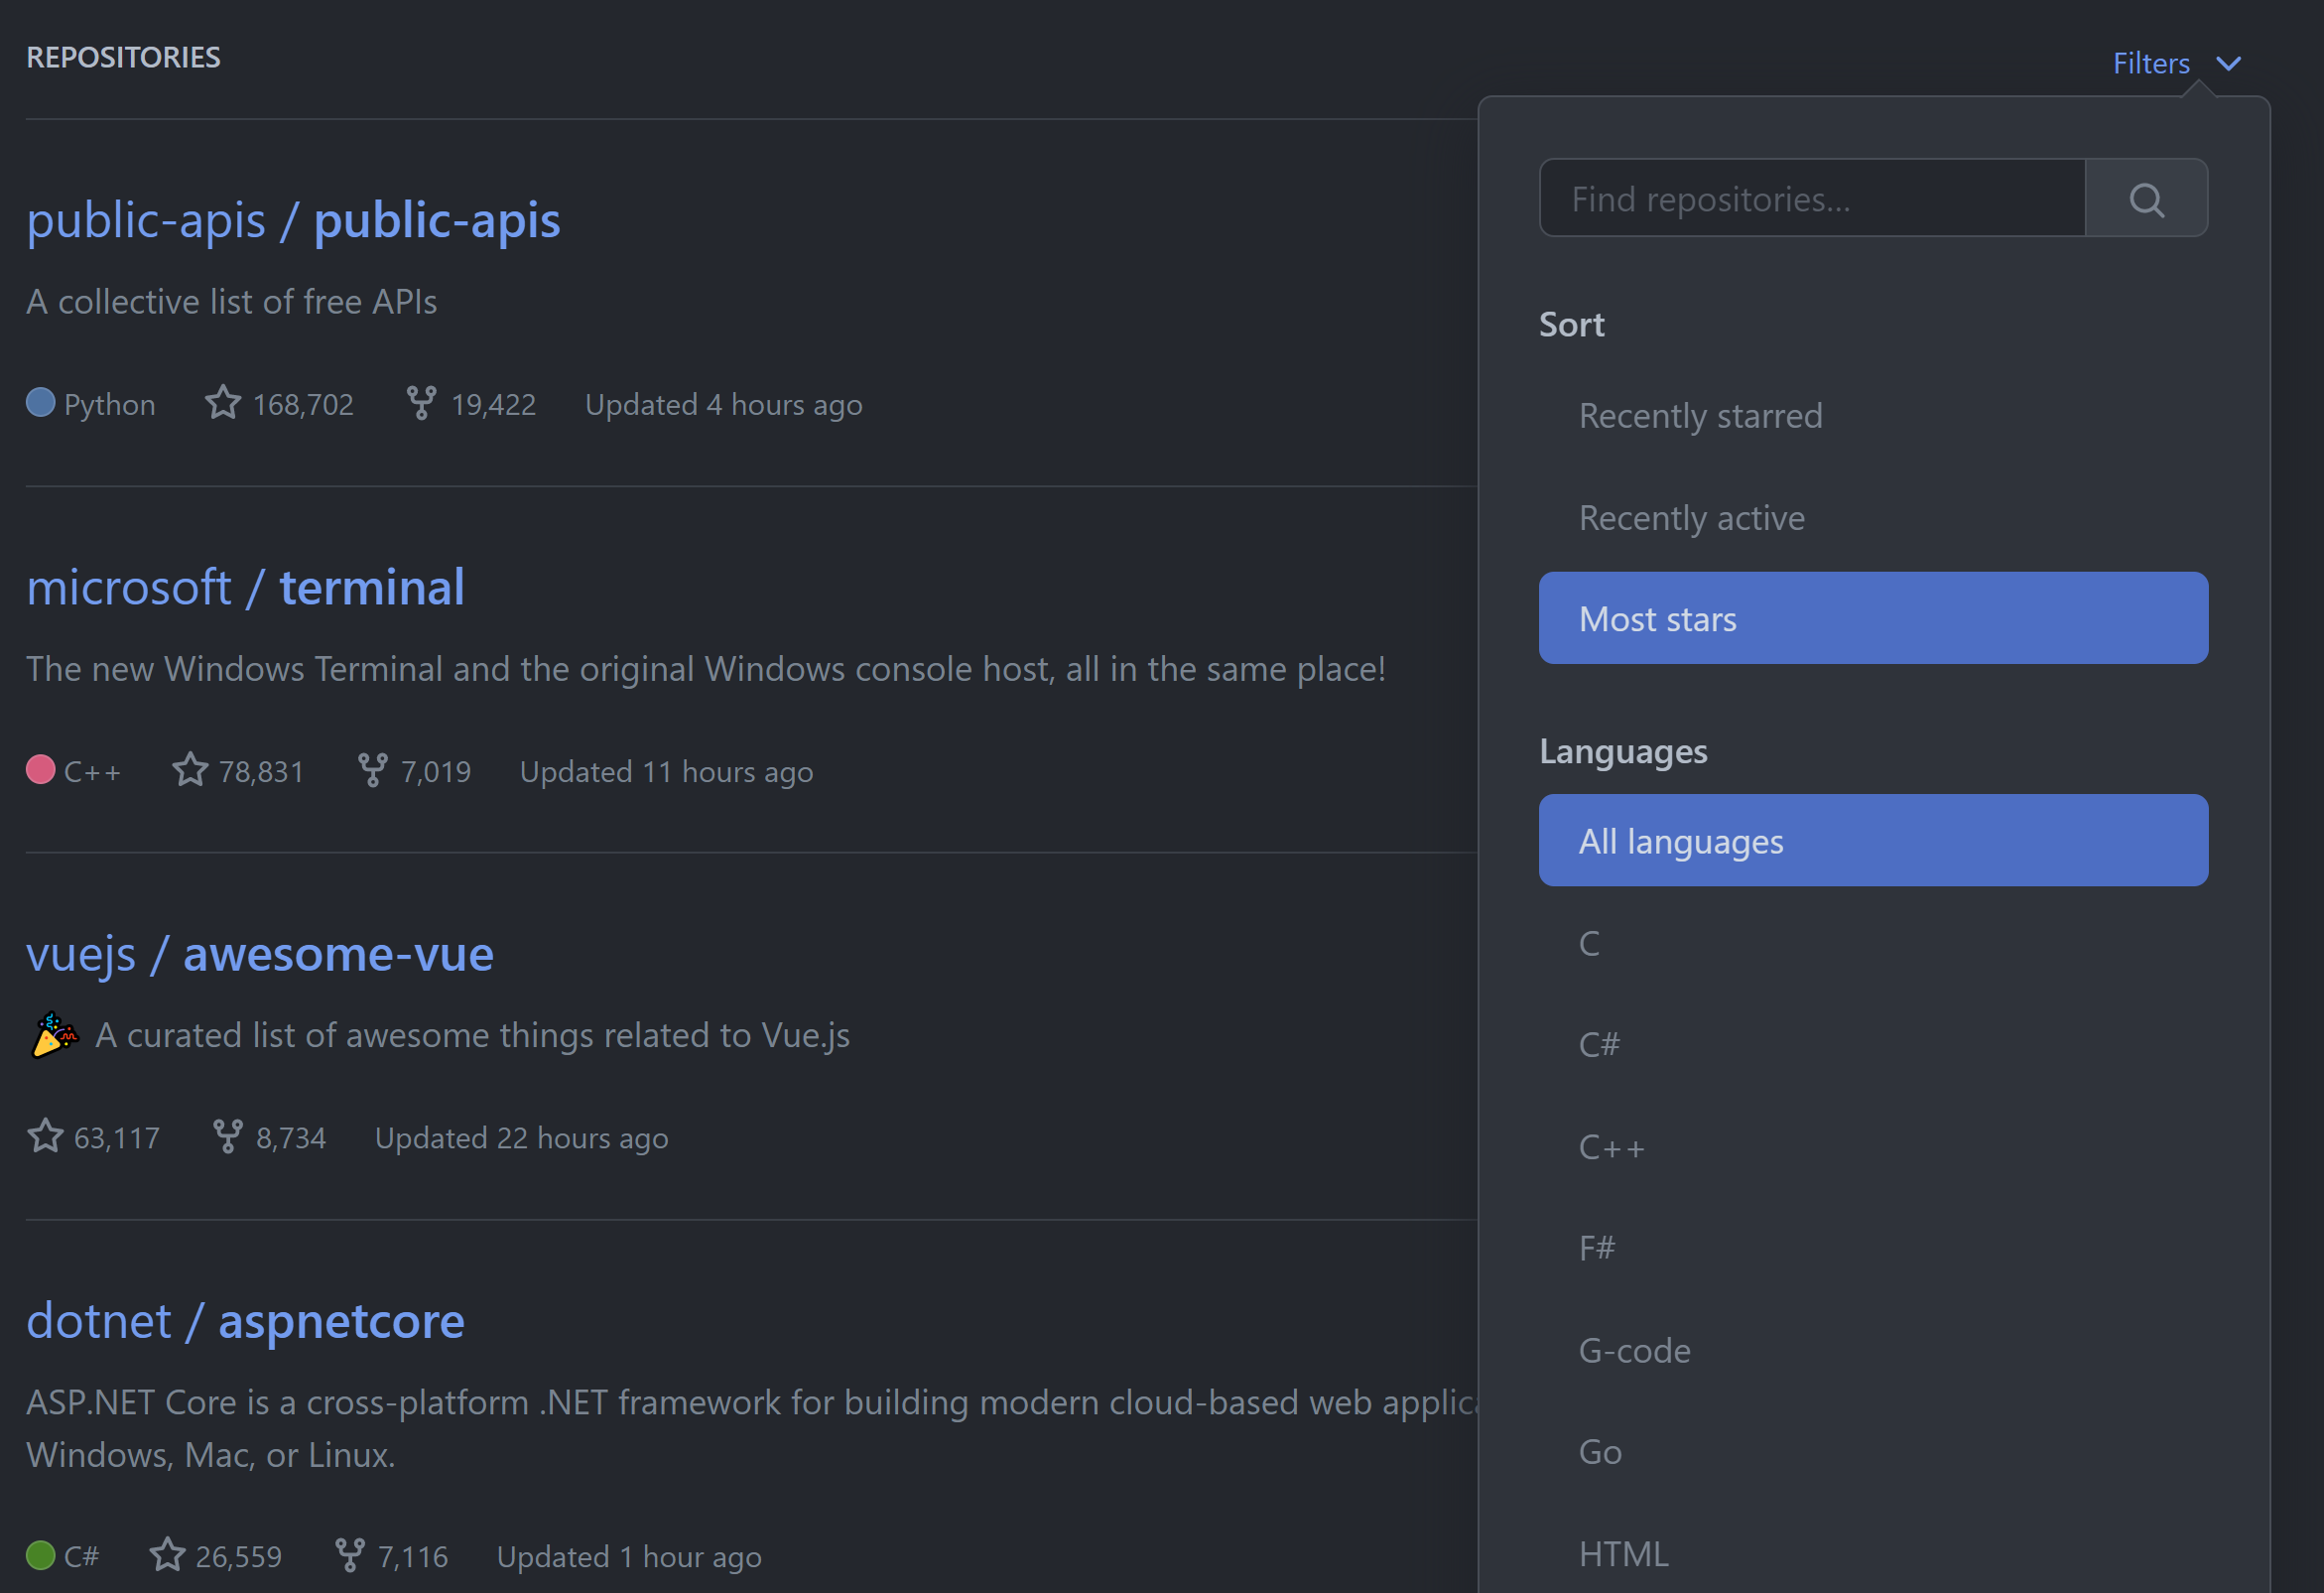 REPOSITORIES
Filters
public-apis / public-apis
A collective list of free APIs
Python 168,702 19,422 Updated 4 hours ago
microsoft / terminal
The new Windows Terminal and the original Windows console host, all in the same place!
C++ 78,831 7,019 Updated 11 hours ago
vuejs / awesome-vue
🎉 A curated list of awesome things related to Vue.js
63,117 8,734 Updated 22 hours ago
dotnet / aspnetcore
ASP.NET Core is a cross-platform .NET framework for building modern cloud-based web
Windows, Mac, or Linux.
C# 26,559 7,116 Updated 1 hour ago
Find repositories...
Sort
Recently starred
Recently active
Most stars
Languages
All languages
C
C#
C++
F#
G-code
Go
HTML